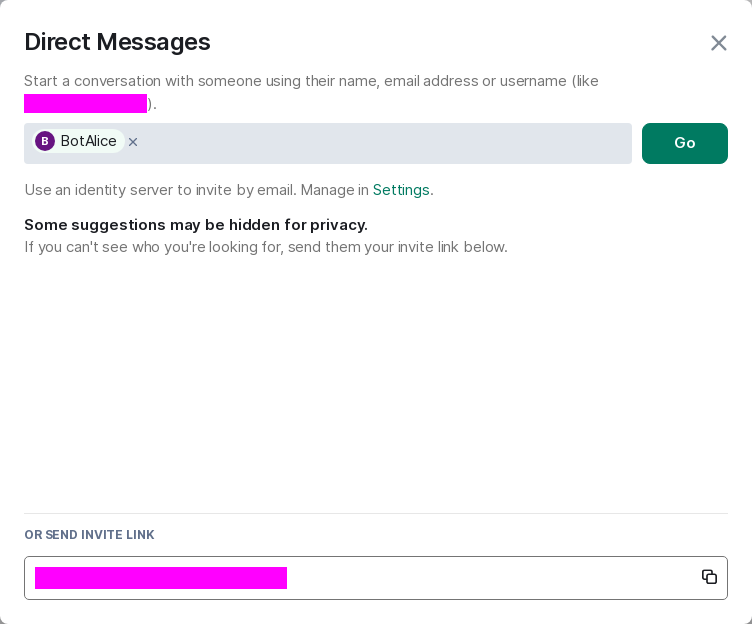 Direct Messages
Start a conversation with someone using their name, email address or username (like
).
B BotAlice
Go
Use an identity server to invite by email. Manage in Settings.
Some suggestions may be hidden for privacy.
If you can't see who you're looking for, send them your invite link below.
OR SEND INVITE LINK